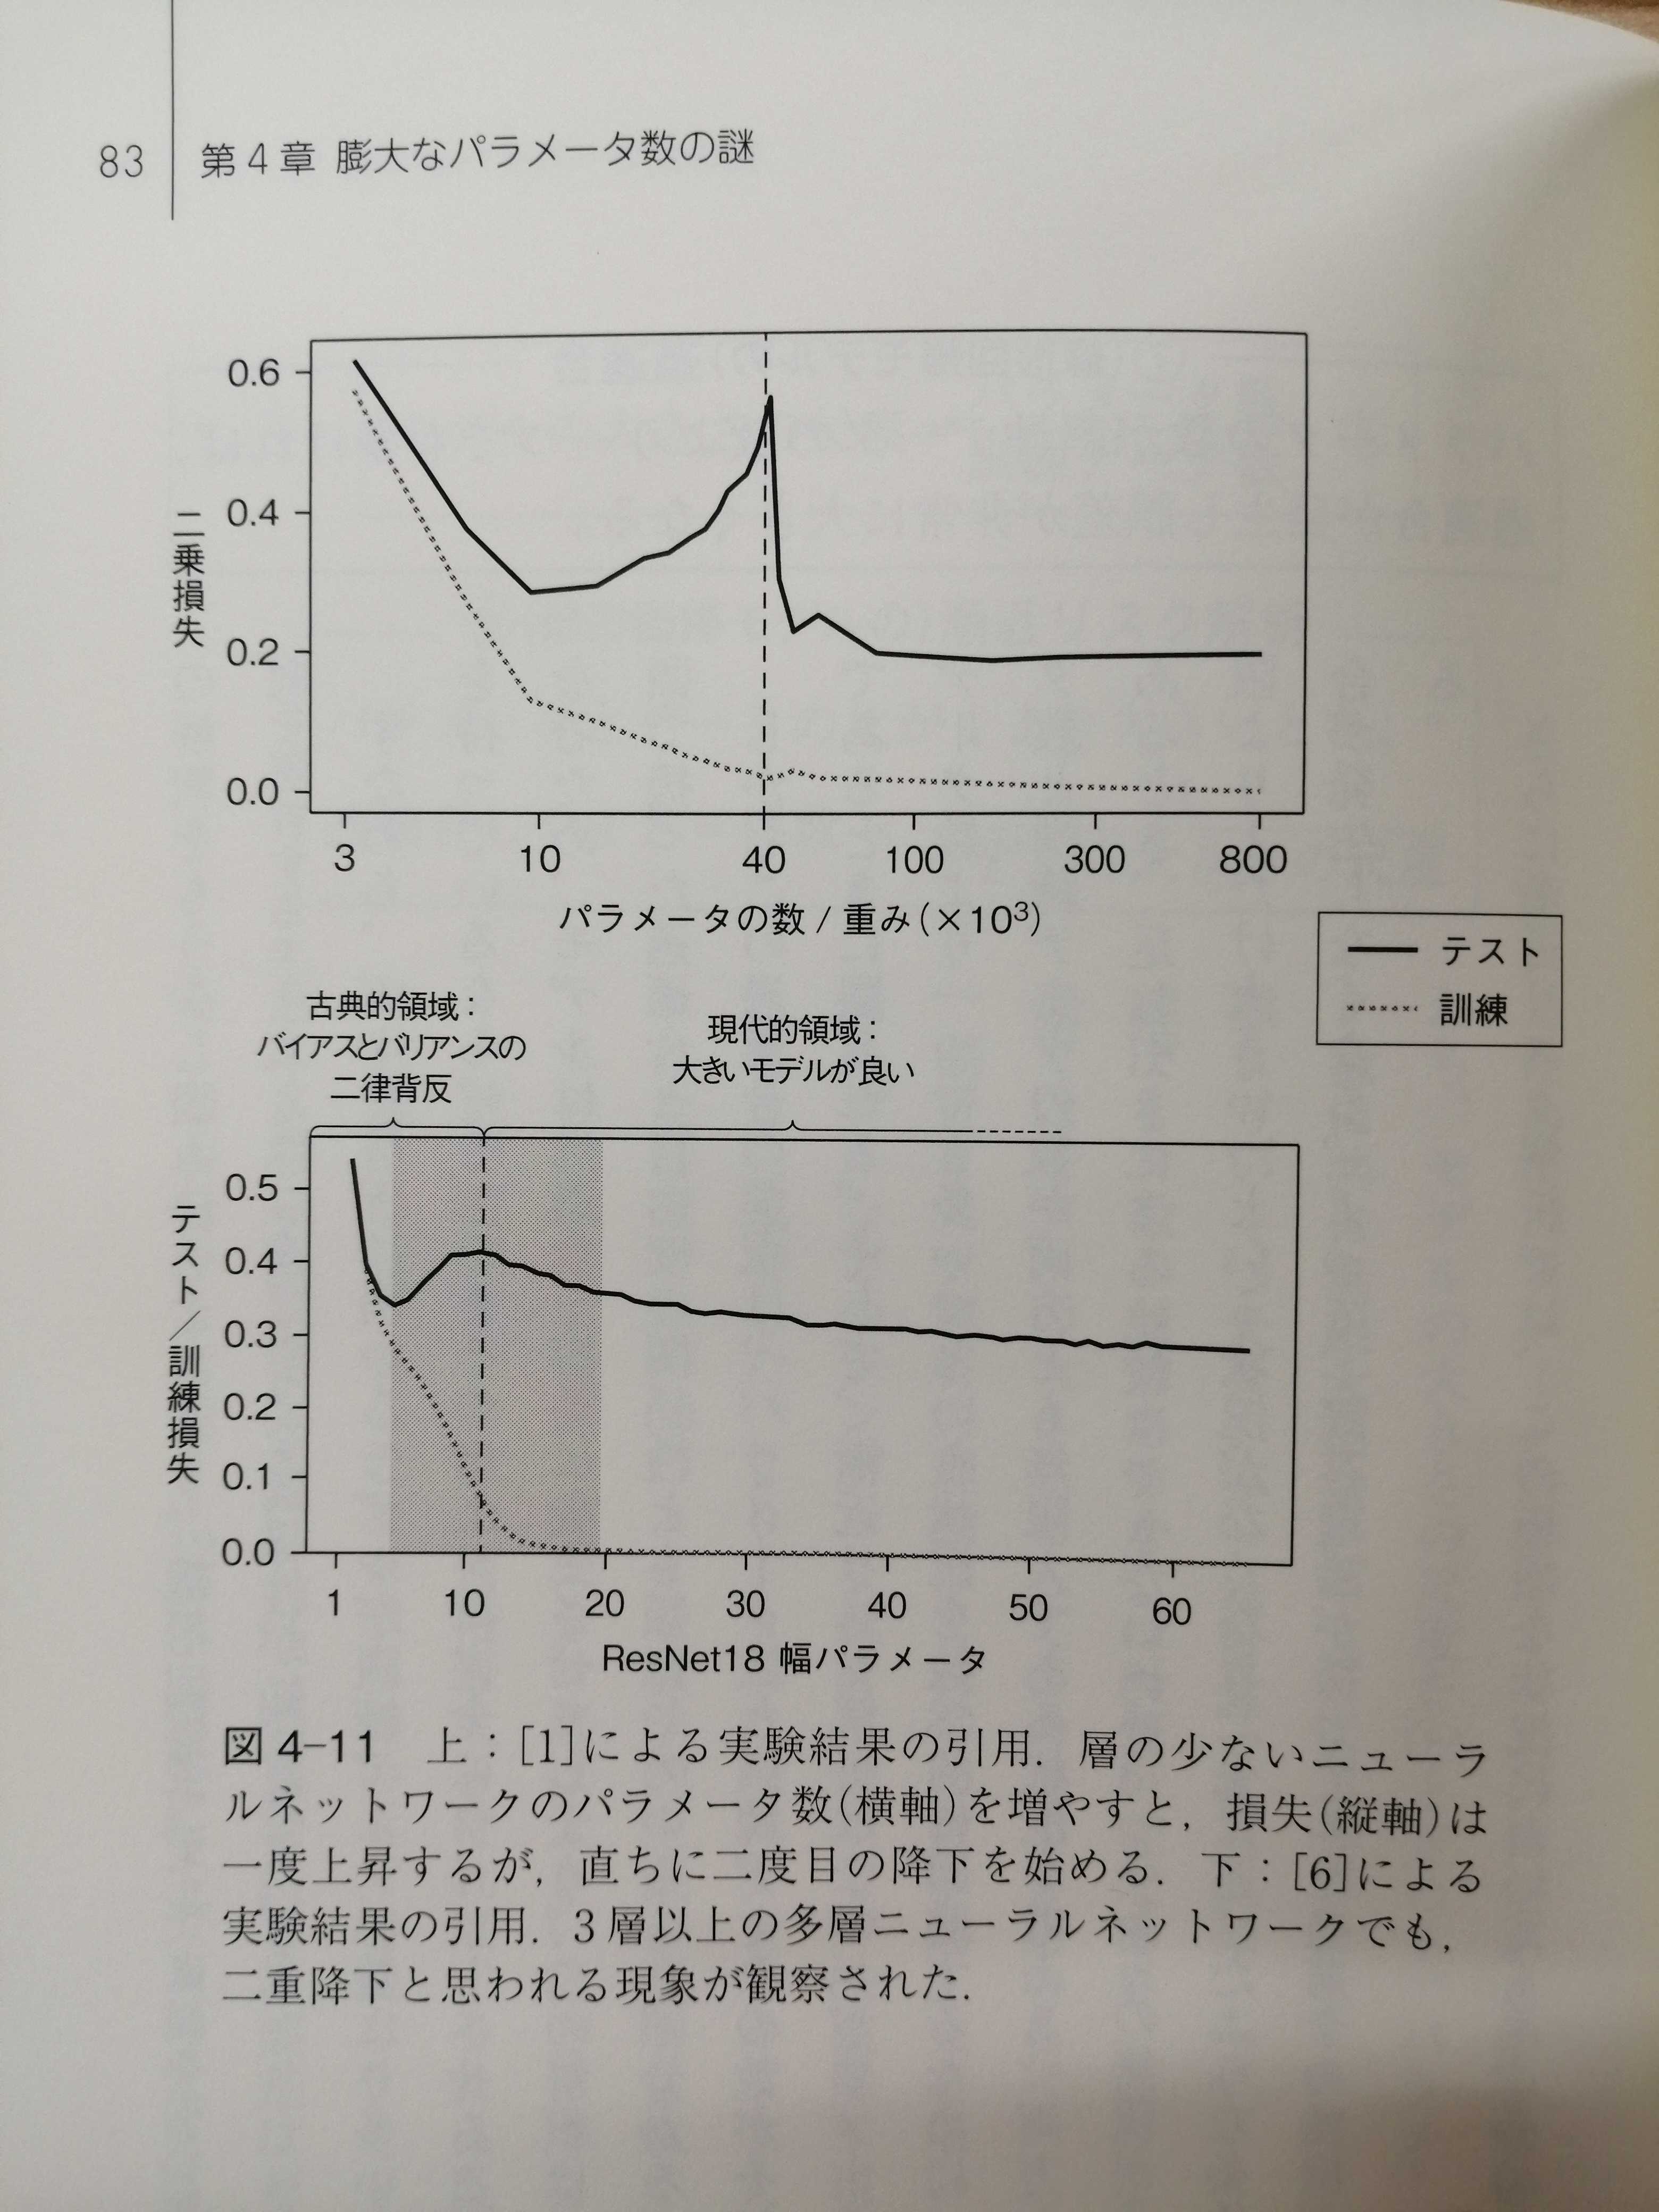 83
第4章 膨大なパラメータ数の謎
0.6
0.4
0.2
0.0
二乗損失
3 10 40 100 300 800
パラメータの数 / 重み(×10³)
テスト
訓練
古典的領域：
バイアスとバリアンスの
二律背反
現代的領域：
大きいモデルが良い
0.5
0.4
0.3
0.2
0.1
0.0
テスト／訓練損失
1 10 20 30 40 50 60
ResNet18 幅パラメータ
図4-11 上：[1]による実験結果の引用．層の少ないニューラ
ルネットワークのパラメータ数(横軸)を増やすと，損失(縦軸)は
一度上昇するが，直ちに二度目の降下を始める．下：[6]による
実験結果の引用．3層以上の多層ニューラルネットワークでも，
二重降下と思われる現象が観察された．